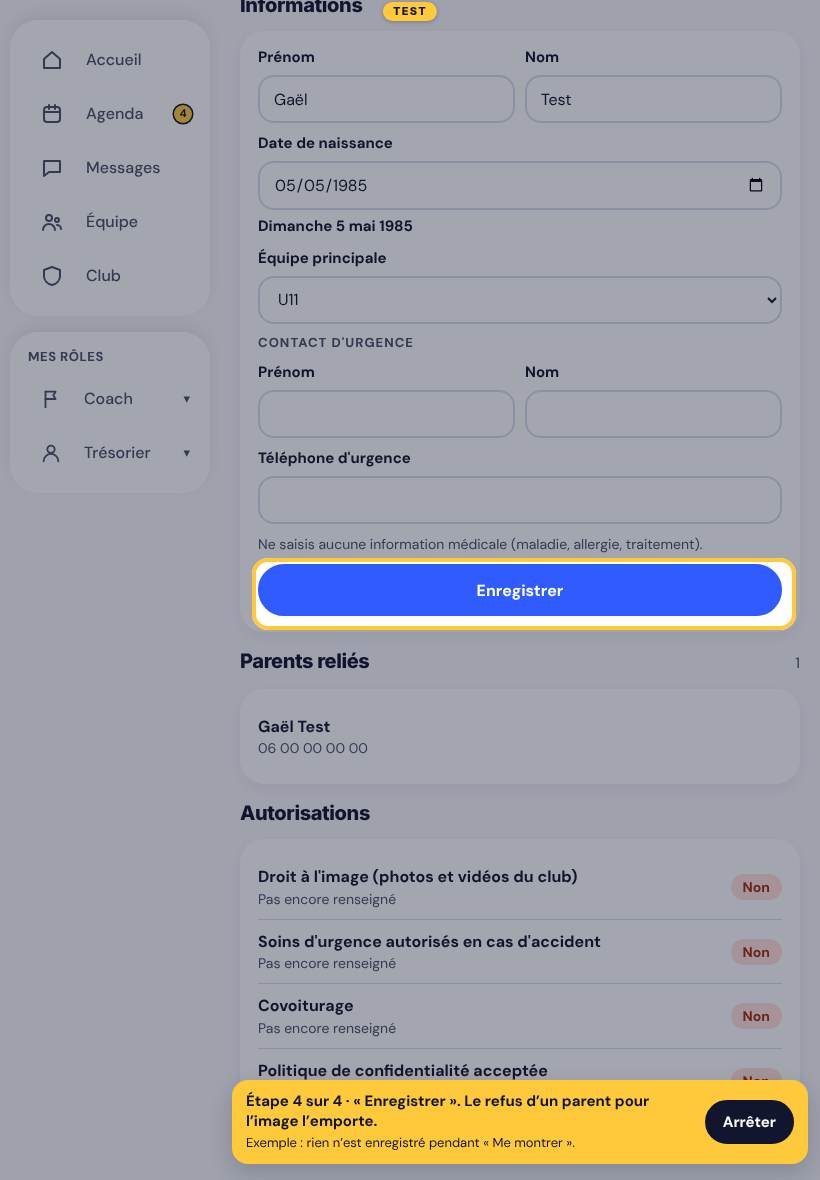 Informations
TEST
Accueil
Agenda
4
Messages
Équipe
Club
MES RÔLES
Coach
▾
Trésorier
▾
Prénom
Nom
Gaël
Test
Date de naissance
05/05/1985
Dimanche 5 mai 1985
Équipe principale
U11
CONTACT D'URGENCE
Prénom
Nom
Téléphone d'urgence
Ne saisis aucune information médicale (maladie, allergie, traitement).
Enregistrer
Parents reliés
1
Gaël Test
06 00 00 00 00
Autorisations
Droit à l'image (photos et vidéos du club)
Pas encore renseigné
Non
Soins d'urgence autorisés en cas d'accident
Pas encore renseigné
Non
Covoiturage
Pas encore renseigné
Non
Politique de confidentialité acceptée
Étape 4 sur 4 · « Enregistrer ». Le refus d’un parent pour
l’image l’emporte.
Exemple : rien n’est enregistré pendant « Me montrer ».
Arrêter